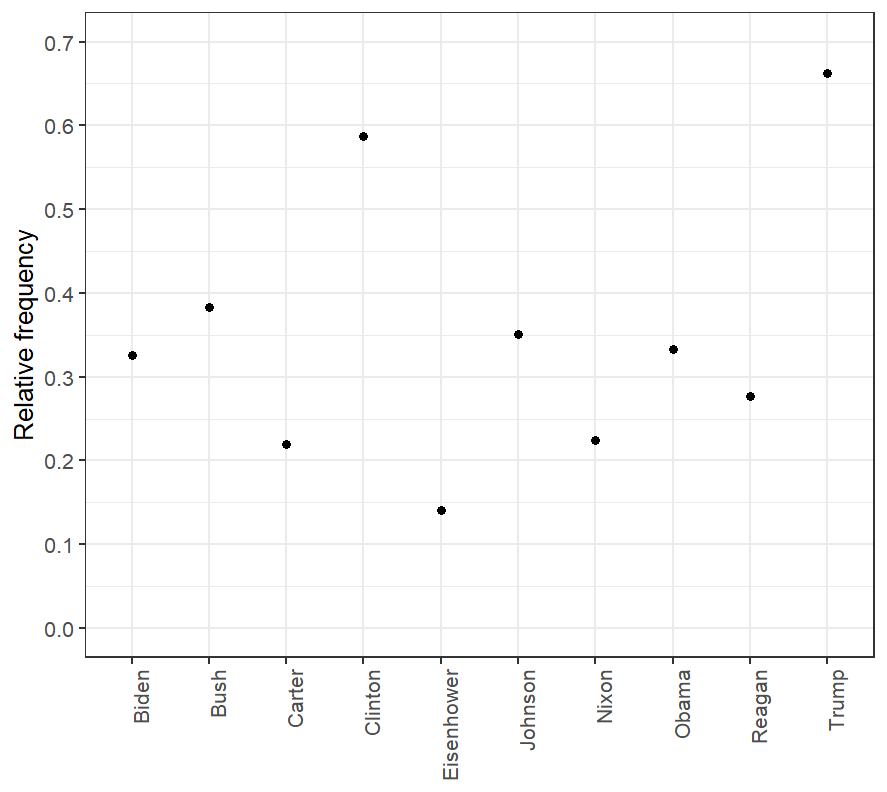 Relative frequency
0.7
0.6
0.5
0.4
0.3
0.2
0.1
0.0
Biden
Bush
Carter
Clinton
Eisenhower
Johnson
Nixon
Obama
Reagan
Trump